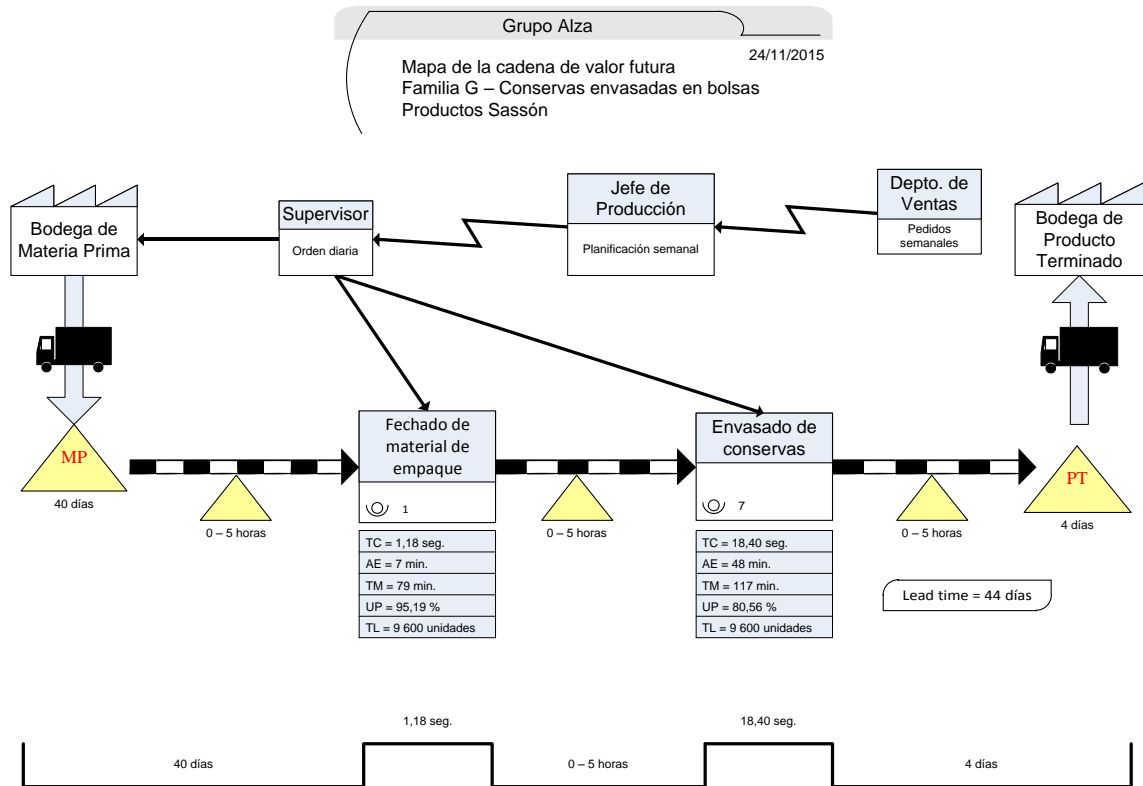 Grupo Alza
24/11/2015
Mapa de la cadena de valor futura
Familia G – Conservas envasadas en bolsas
Productos Sassón
Bodega de
Materia Prima
Supervisor
Orden diaria
Jefe de
Producción
Planificación semanal
Depto. de
Ventas
Pedidos
semanales
Bodega de
Producto
Terminado
MP
40 días
0 – 5 horas
Fechado de
material de
empaque
1
TC = 1,18 seg.
AE = 7 min.
TM = 79 min.
UP = 95,19 %
TL = 9 600 unidades
0 – 5 horas
Envasado de
conservas
7
TC = 18,40 seg.
AE = 48 min.
TM = 117 min.
UP = 80,56 %
TL = 9 600 unidades
0 – 5 horas
PT
4 días
Lead time = 44 días
1,18 seg.
18,40 seg.
40 días
0 – 5 horas
4 días